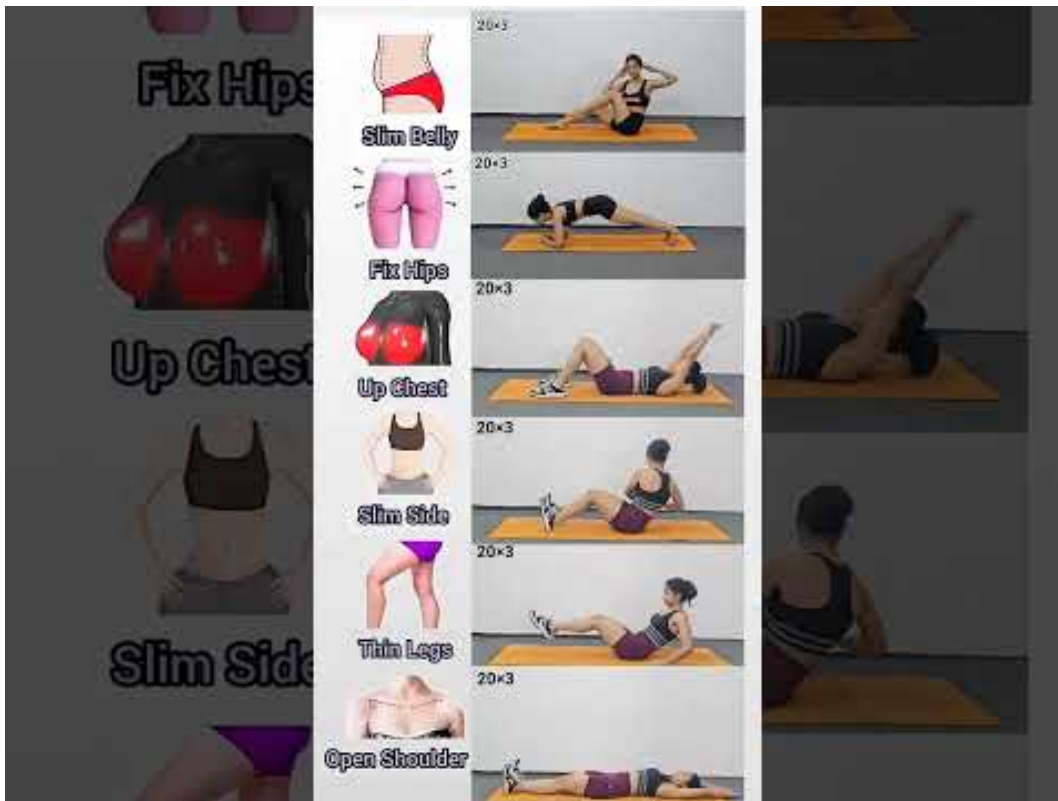 20×3
Slim Belly
20×3
Fix Hips
20×3
Up Chest
20×3
Slim Side
20×3
Thin Legs
20×3
Open Shoulder
Fix Hips
Up Chest
Slim Side